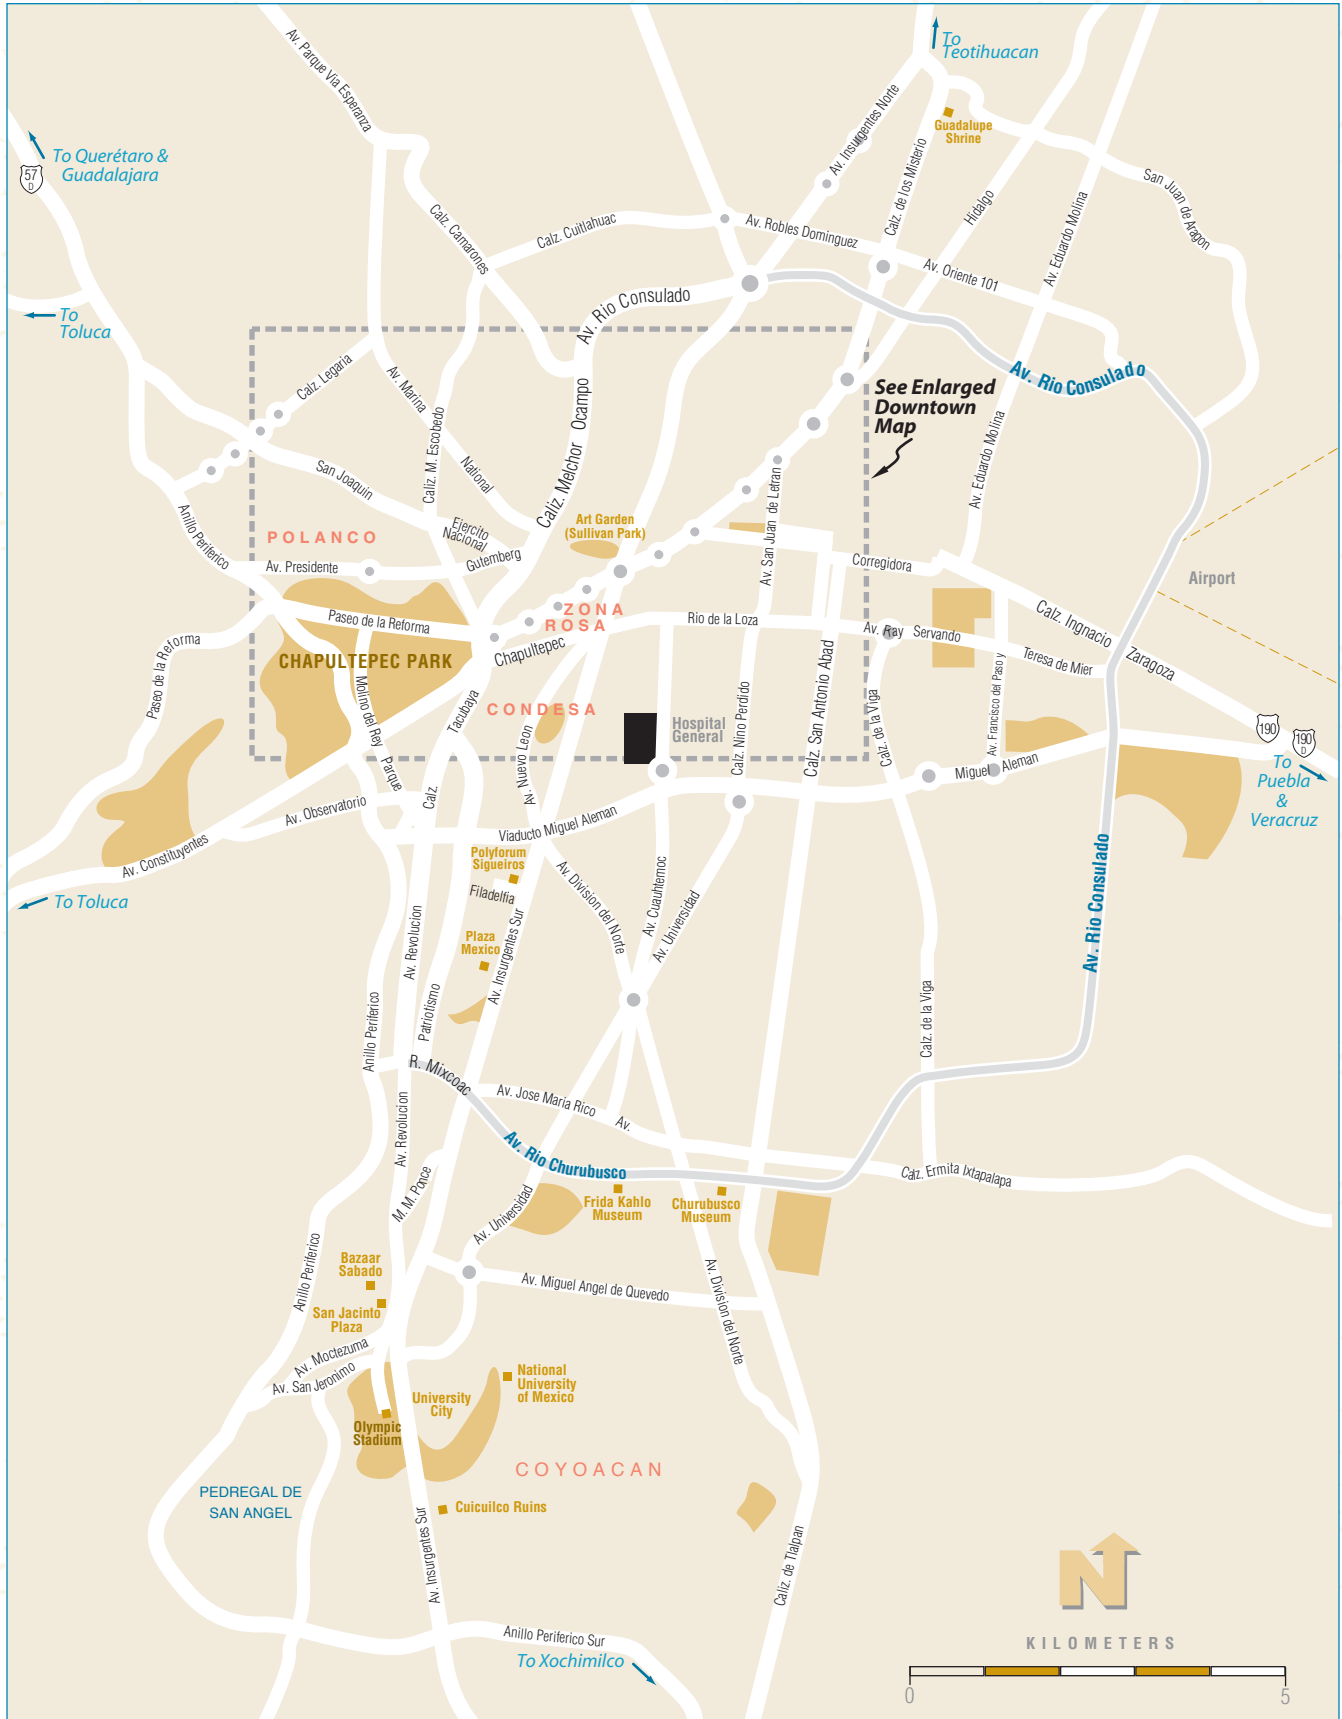 To
Teotihuacan
Av. Parque Via Esperanza
Av. Insurgentes Norte
Guadalupe
Shrine
To Querétaro &
Guadalajara
57
D
Calz. de los Misterio
Hidalgo
San Juan de Aragon
Av. Eduardo Molina
Calz. Camarones
Calz. Cuitlahuac
Av. Robles Dominguez
Av. Oriente 101
Av. Rio Consulado
To
Toluca
Calz. Legaria
Av. Marina
National
Av. Rio Consulado
See Enlarged
Downtown
Map
Caliz. M. Escobedo
Caliz. Melchor Ocampo
Av. Eduardo Molina
San Joaquin
Av. San Juan de Letran
Anillo Periferico
POLANCO
Ejercito
Nacional
Art Garden
(Sullivan Park)
Gutemberg
Av. Presidente
Corregidora
Airport
ZONA
ROSA
Calz. Ingnacio Zaragoza
Paseo de la Reforma
Rio de la Loza
Av. Ray Servando
Teresa de Mier
Paseo de la Reforma
CHAPULTEPEC PARK
Chapultepec
Molino del Rey
Tacubaya
CONDESA
Hospital
General
Av. Nuevo Leon
Calz. Nino Perdido
Calz. San Antonio Abad
Calz. de la Viga
Av. Francisco del Paso y
190
190
D
Parque
Calz.
Miguel Aleman
To
Puebla
&
Veracruz
Av. Observatorio
Viaducto Miguel Aleman
Av. Constituyentes
Polyforum
Sigueiros
Filadelfia
Av. Division del Norte
Av. Cuauhtemoc
Av. Universidad
Av. Rio Consulado
To Toluca
Av. Revolucion
Plaza
Mexico
Av. Insurgentes Sur
Patriotismo
Anillo Periferico
Calz. de la Viga
R. Mixcoac
Av. Jose Maria Rico
Av.
Av. Revolucion
Av. Rio Churubusco
Calz. Ermita Ixtapalapa
M. M. Ponce
Frida Kahlo
Museum
Churubusco
Museum
Av. Universidad
Anillo Periferico
Bazaar
Sabado
San Jacinto
Plaza
Av. Miguel Angel de Quevedo
Av. Division del Norte
Av. Moctezuma
Av. San Jeronimo
National
University
of Mexico
University
City
Olympic
Stadium
COYOACAN
PEDREGAL DE
SAN ANGEL
Cuicuilco Ruins
Av. Insurgentes Sur
Caliz. de Tlalpan
Anillo Periferico Sur
To Xochimilco
N
KILOMETERS
0
5